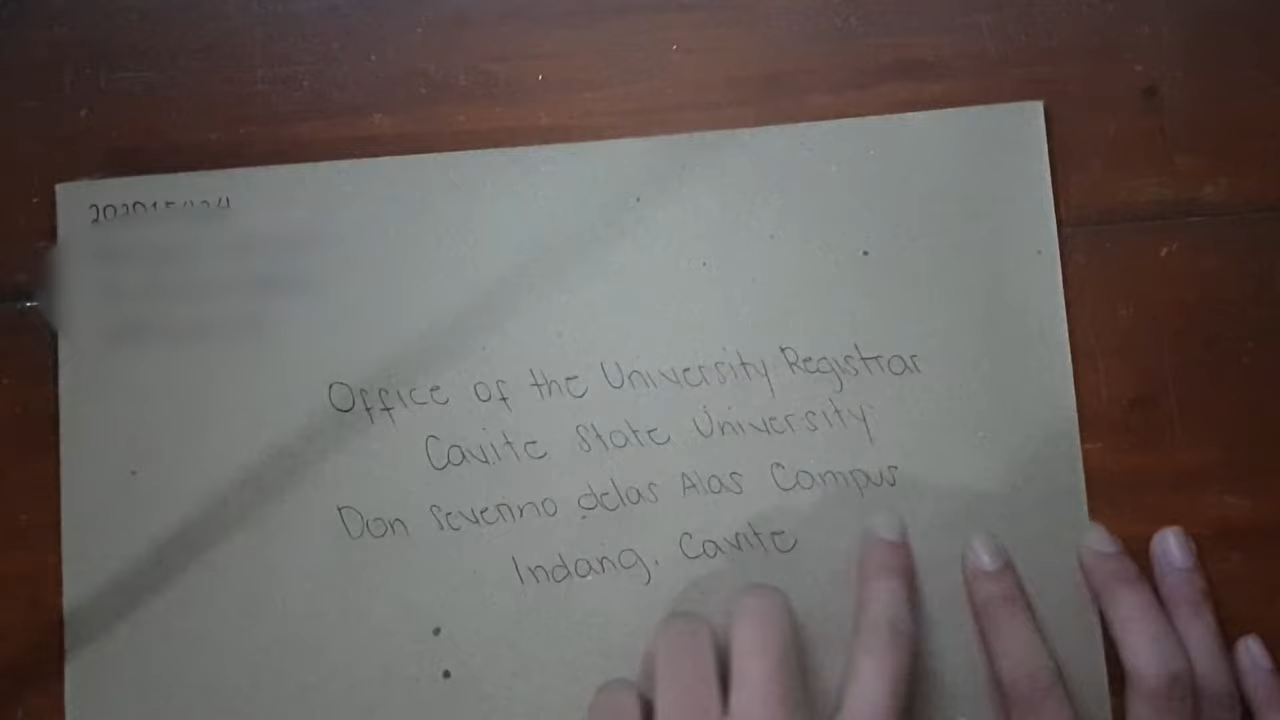 Office of the University Registrar
Cavite State University
Don Severino delas Alas Campus
Indang, Cavite